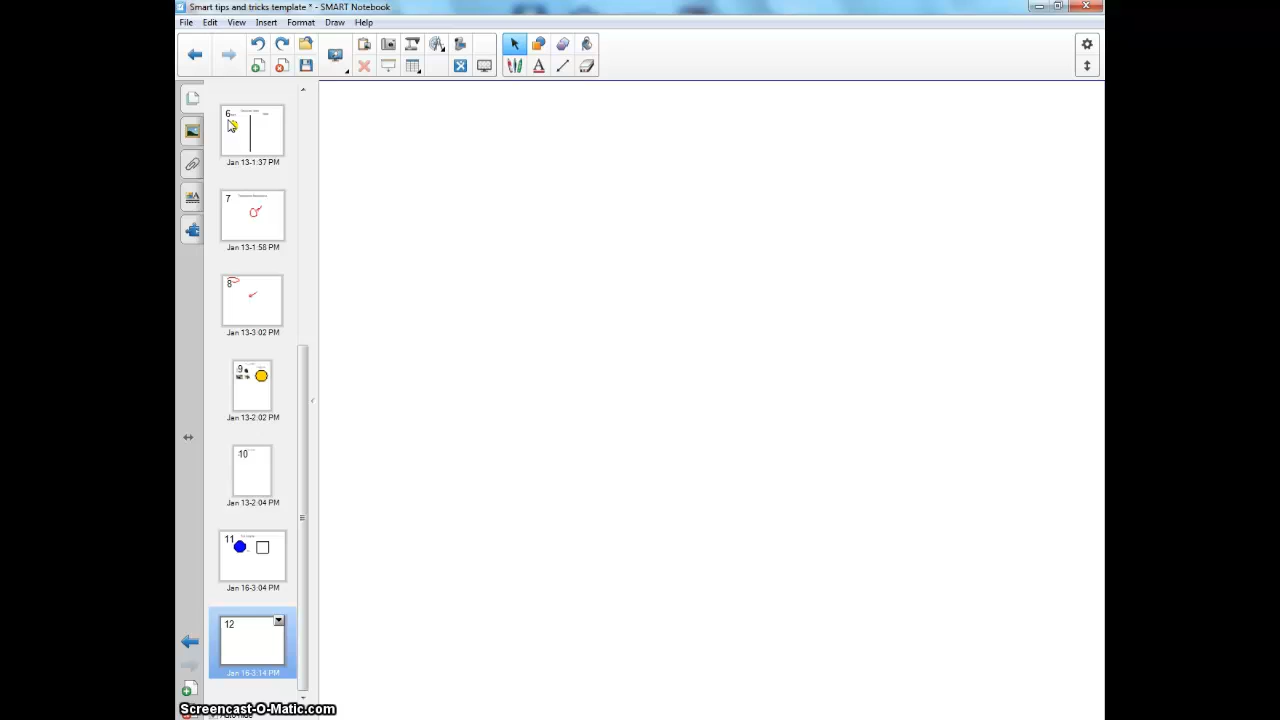 Smart tips and tricks template * - SMART Notebook
File Edit View Insert Format Draw Help
6
Jan 13-1:37 PM
7
Jan 13-1:58 PM
8
Jan 13-3:02 PM
9
Jan 13-2:02 PM
10
Jan 13-2:04 PM
11
Jan 16-3:04 PM
12
Jan 16-3:14 PM
Screencast-O-Matic.com